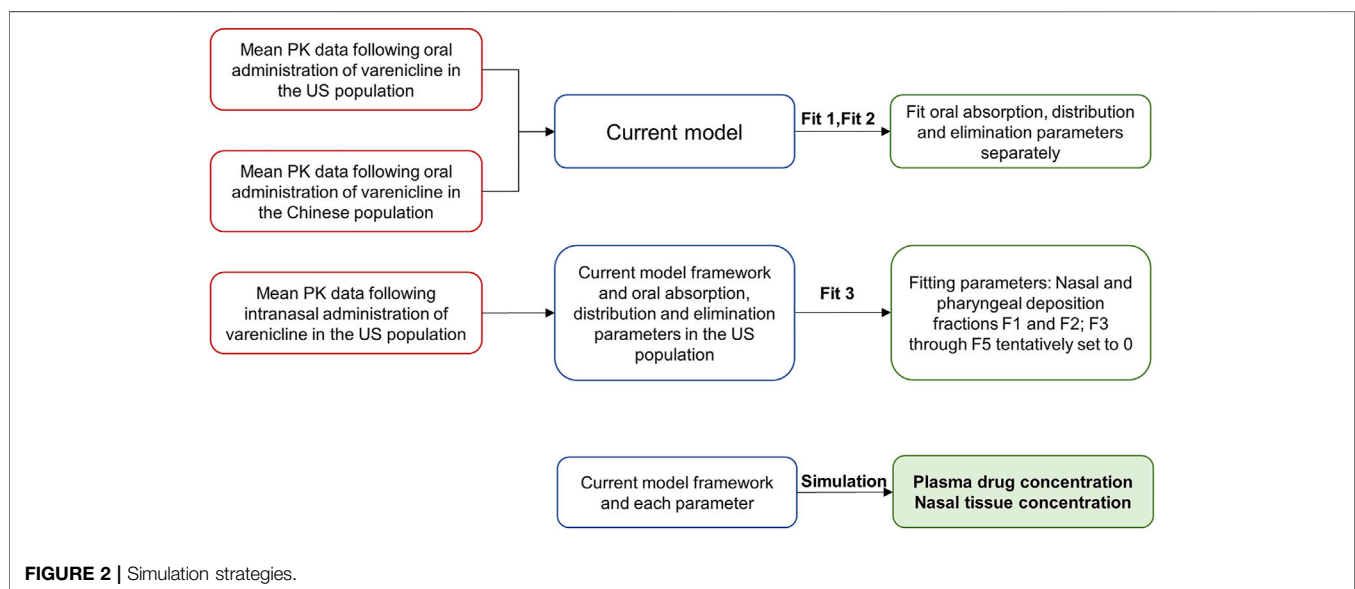 Mean PK data following oral
administration of varenicline in
the US population
Mean PK data following oral
administration of varenicline in
the Chinese population
Current model
Fit 1,Fit 2
Fit oral absorption, distribution
and elimination parameters
separately
Mean PK data following
intranasal administration of
varenicline in the US population
Current model framework
and oral absorption,
distribution and elimination
parameters in the US
population
Fit 3
Fitting parameters: Nasal and
pharyngeal deposition
fractions F1 and F2; F3
through F5 tentatively set to 0
Current model framework
and each parameter
Simulation
Plasma drug concentration
Nasal tissue concentration
FIGURE 2 | Simulation strategies.